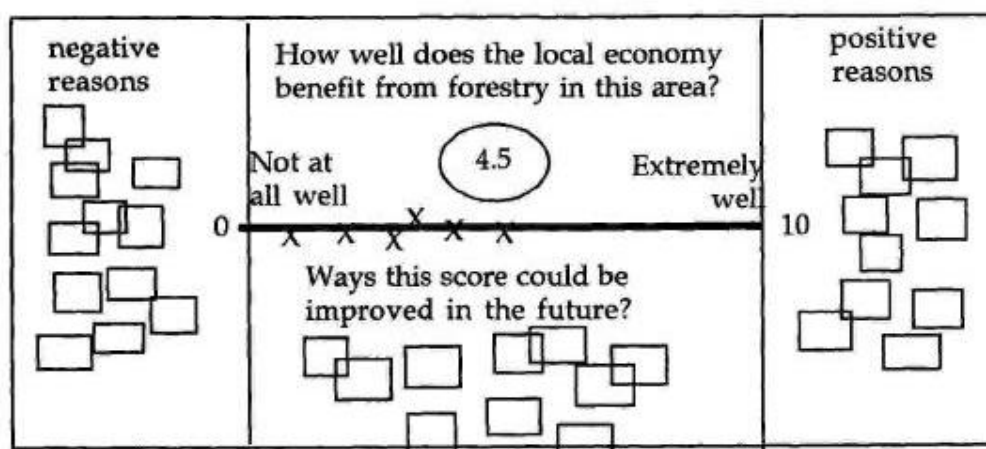 negative
reasons
How well does the local economy
benefit from forestry in this area?
positive
reasons
4.5
Not at
all well
Extremely
well
0
X X X X X X
10
Ways this score could be
improved in the future?